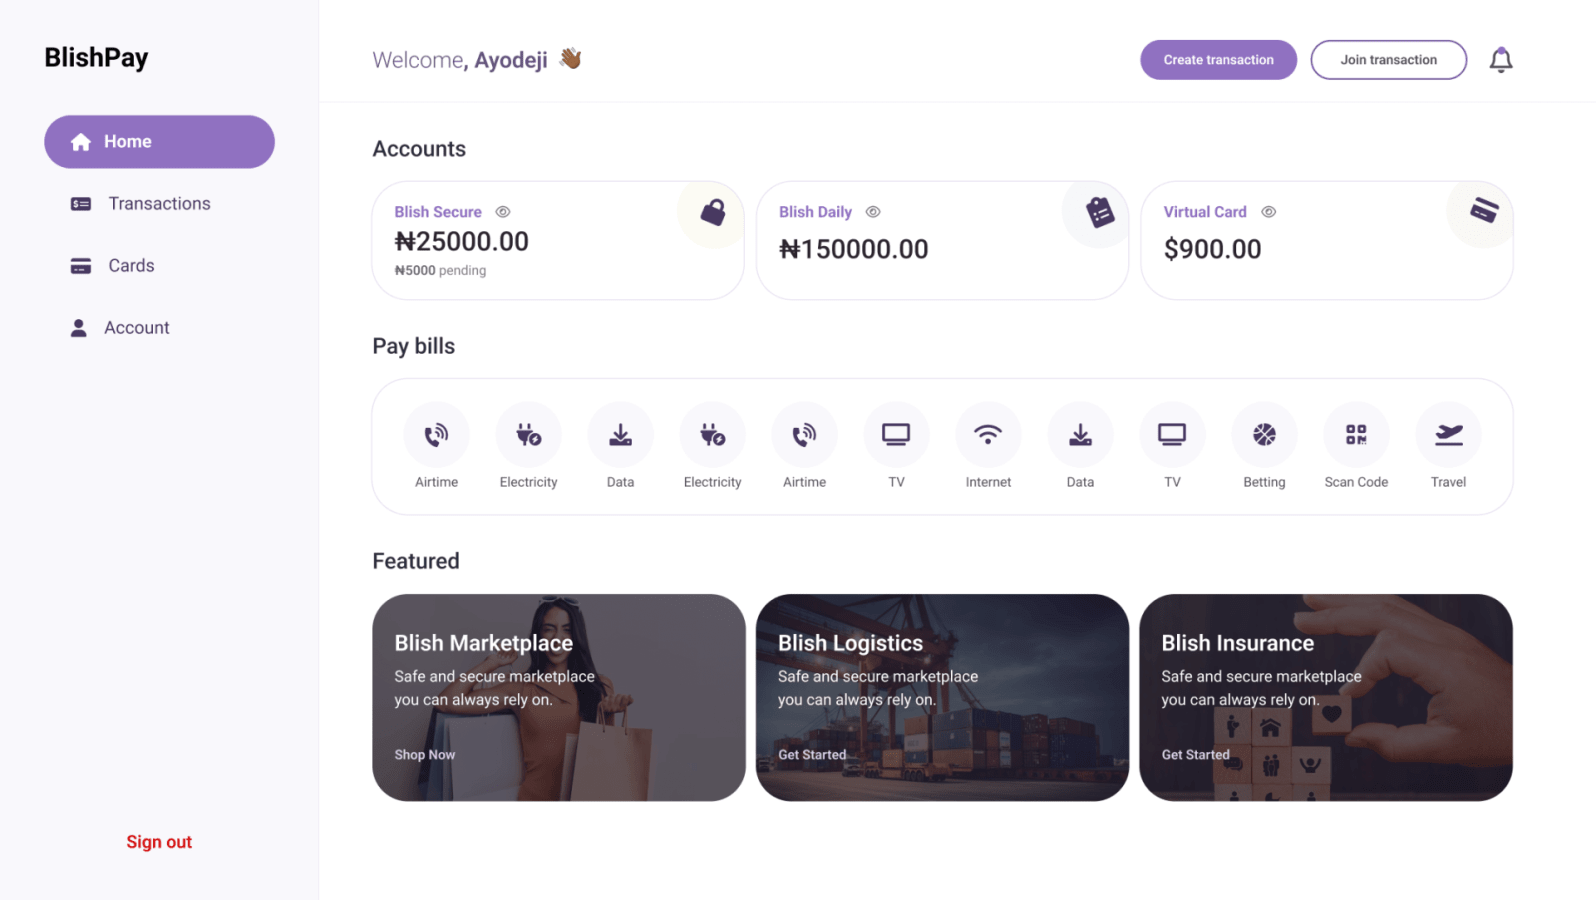 BlishPay
Home
Transactions
Cards
Account
Sign out
Welcome, Ayodeji
Create transaction
Join transaction
Accounts
Blish Secure
₦25000.00
₦5000 pending
Blish Daily
₦150000.00
Virtual Card
$900.00
Pay bills
Airtime
Electricity
Data
Electricity
Airtime
TV
Internet
Data
TV
Betting
Scan Code
Travel
Featured
Blish Marketplace
Safe and secure marketplace
you can always rely on.
Shop Now
Blish Logistics
Safe and secure marketplace
you can always rely on.
Get Started
Blish Insurance
Safe and secure marketplace
you can always rely on.
Get Started